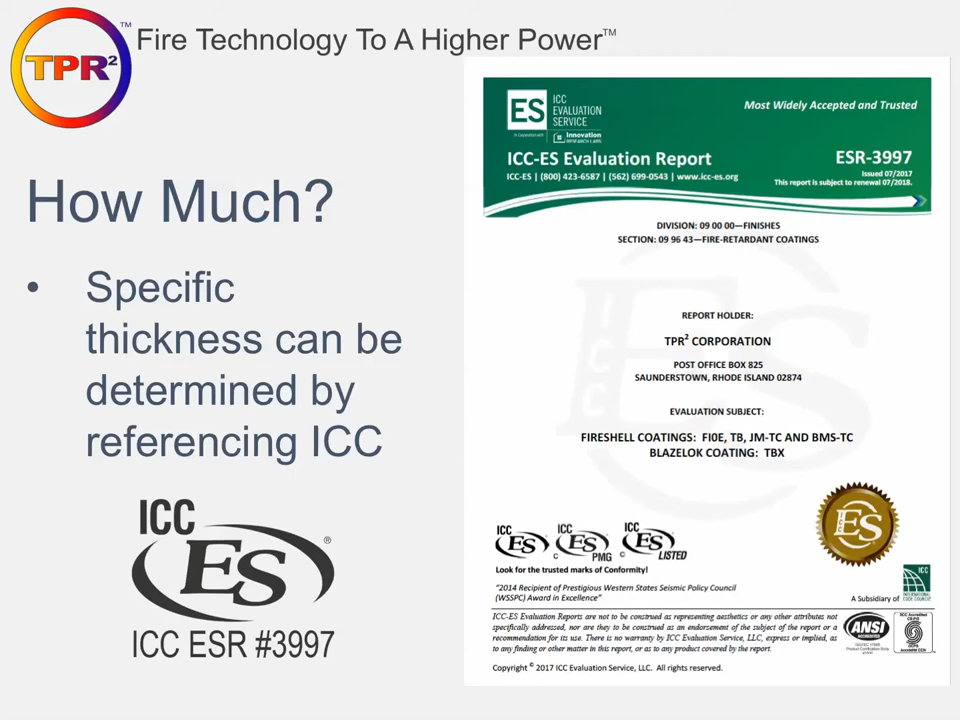 TPR²™
Fire Technology To A Higher Power™
How Much?
• Specific
thickness can be
determined by
referencing ICC
ICC
ES®
ICC ESR #3997
ES ICC
EVALUATION
SERVICE
Innovation
RESEARCH LABS
Most Widely Accepted and Trusted
ICC-ES Evaluation Report
ICC-ES | (800) 423-6587 | (562) 699-0543 | www.icc-es.org
ESR-3997
Issued 07/2017
This report is subject to renewal 07/2018.
DIVISION: 09 00 00—FINISHES
SECTION: 09 96 43—FIRE-RETARDANT COATINGS
REPORT HOLDER:
TPR² CORPORATION
POST OFFICE BOX 825
SAUNDERSTOWN, RHODE ISLAND 02874
EVALUATION SUBJECT:
FIRESHELL COATINGS: FI0E, TB, JM-TC AND BMS-TC
BLAZELOK COATING: TBX
ICC ES
ICC C ES PMG
ICC C ES LISTED
ICC ES
Look for the trusted marks of Conformity!
"2014 Recipient of Prestigious Western States Seismic Policy Council
(WSSPC) Award in Excellence"
A Subsidiary of
ICC
INTERNATIONAL
CODE COUNCIL
ICC-ES Evaluation Reports are not to be construed as representing aesthetics or any other attributes not
specifically addressed, nor are they to be construed as an endorsement of the subject of the report or a
recommendation for its use. There is no warranty by ICC Evaluation Service, LLC, express or implied, as
to any finding or other matter in this report, or as to any product covered by the report.
ANSI
ACCREDITED
Copyright © 2017 ICC Evaluation Service, LLC. All rights reserved.